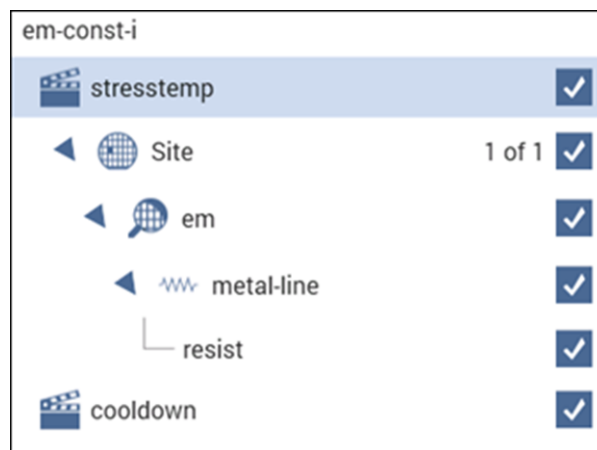 em-const-i
stresstemp
Site 1 of 1
em
metal-line
resist
cooldown